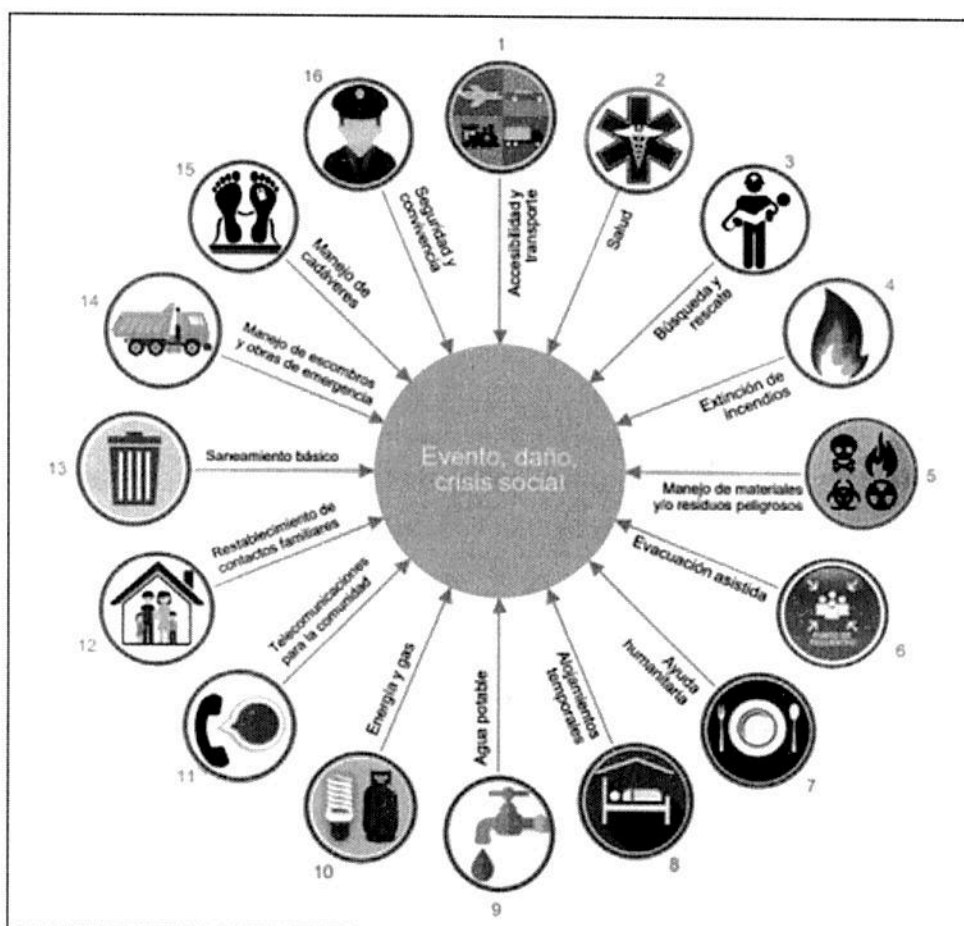 1
Accesibilidad y
transporte
2
Salud
3
Búsqueda y
rescate
4
Extinción de
incendios
5
Manejo de materiales
y/o residuos peligrosos
6
Evacuación asistida
PUNTO DE
ENCUENTRO
7
Ayuda
humanitaria
8
Alojamientos
temporales
9
Agua potable
10
Energía y gas
11
Telecomunicaciones
para la comunidad
12
Restablecimiento de
contactos familiares
13
Saneamiento básico
14
Manejo de escombros
y obras de emergencia
15
Manejo de
cadáveres
16
Seguridad y
convivencia
Evento, daño,
crisis social